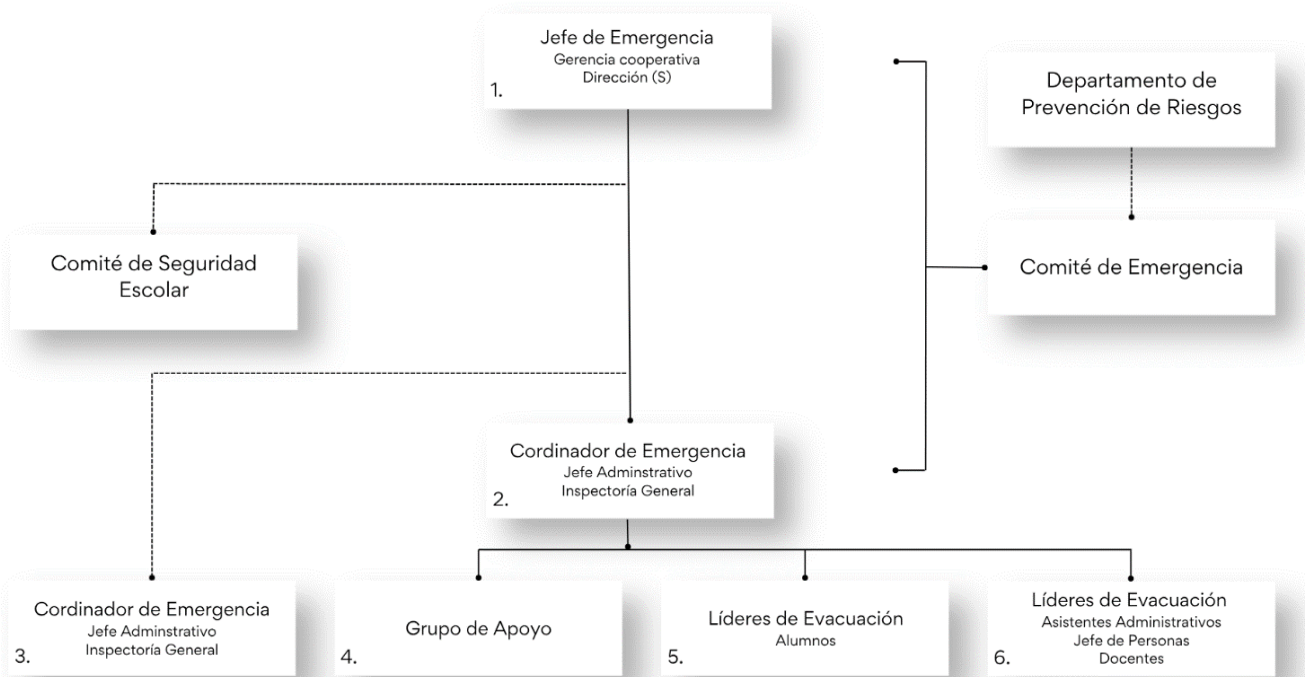 Jefe de Emergencia
Gerencia cooperativa
Dirección (S)
1.
Departamento de
Prevención de Riesgos
Comité de Seguridad
Escolar
Comité de Emergencia
Cordinador de Emergencia
Jefe Adminstrativo
Inspectoría General
2.
Cordinador de Emergencia
Jefe Adminstrativo
Inspectoría General
3.
Grupo de Apoyo
4.
Líderes de Evacuación
Alumnos
5.
Líderes de Evacuación
Asistentes Administrativos
Jefe de Personas
Docentes
6.